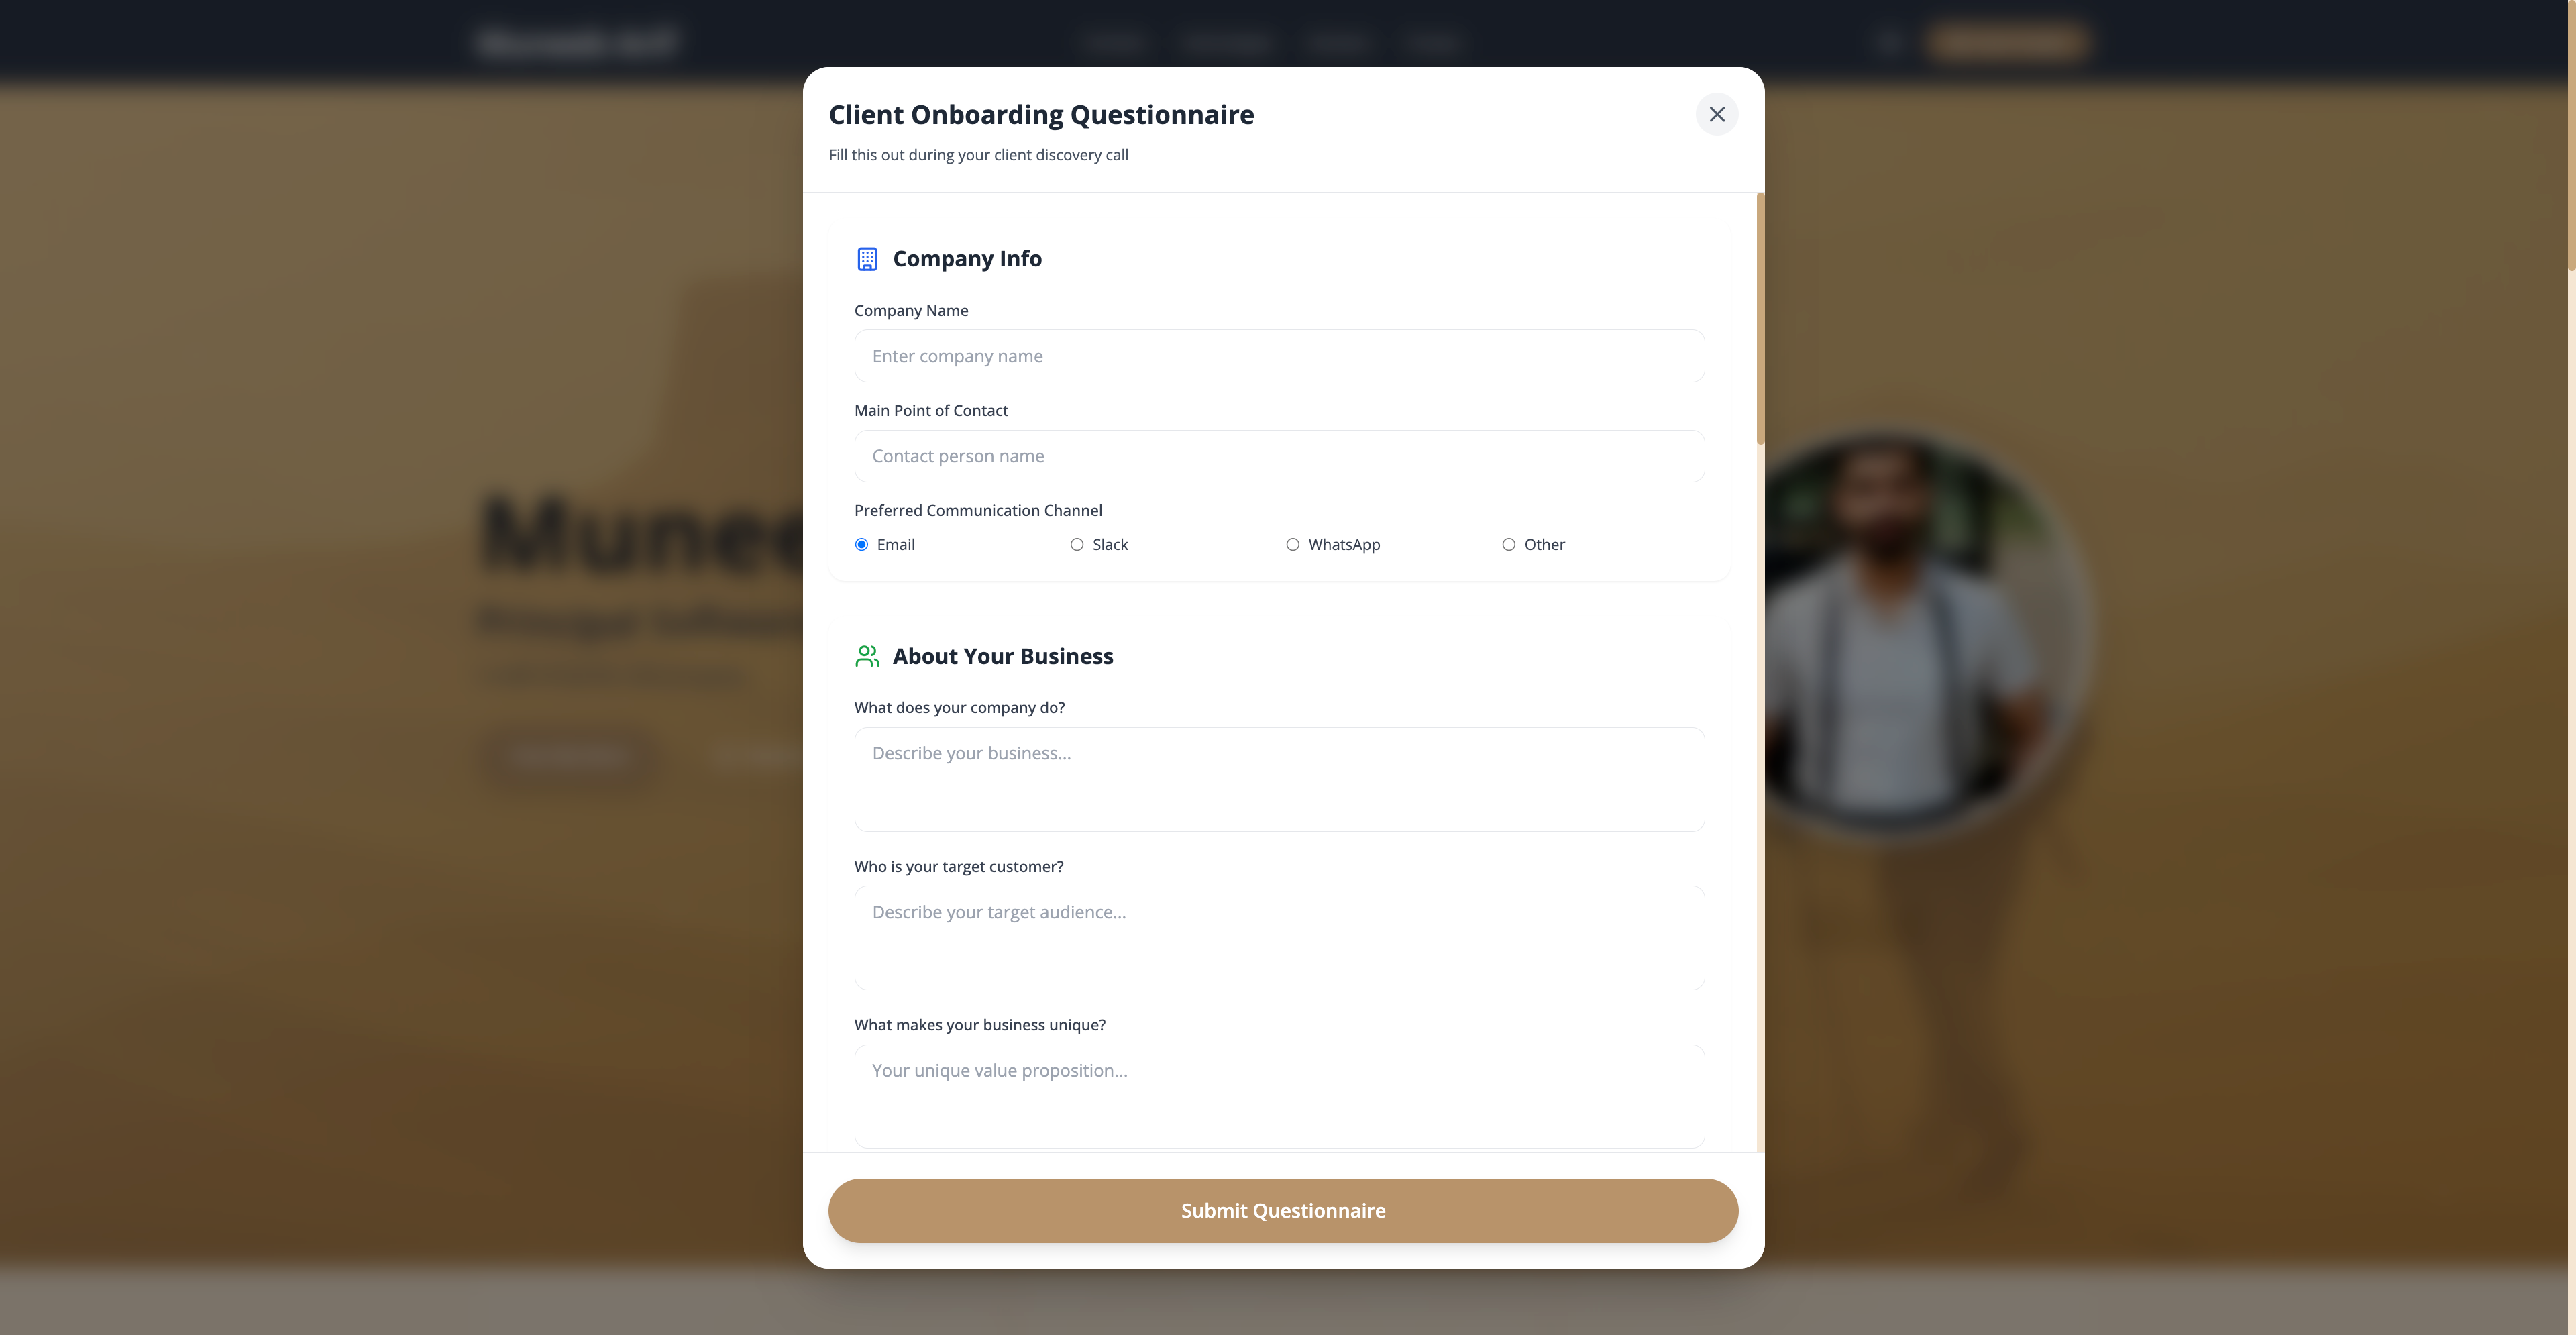 Client Onboarding Questionnaire
Fill this out during your client discovery call
Company Info
Company Name
Enter company name
Main Point of Contact
Contact person name
Preferred Communication Channel
Email Slack WhatsApp Other
About Your Business
What does your company do?
Describe your business...
Who is your target customer?
Describe your target audience...
What makes your business unique?
Your unique value proposition...
Submit Questionnaire